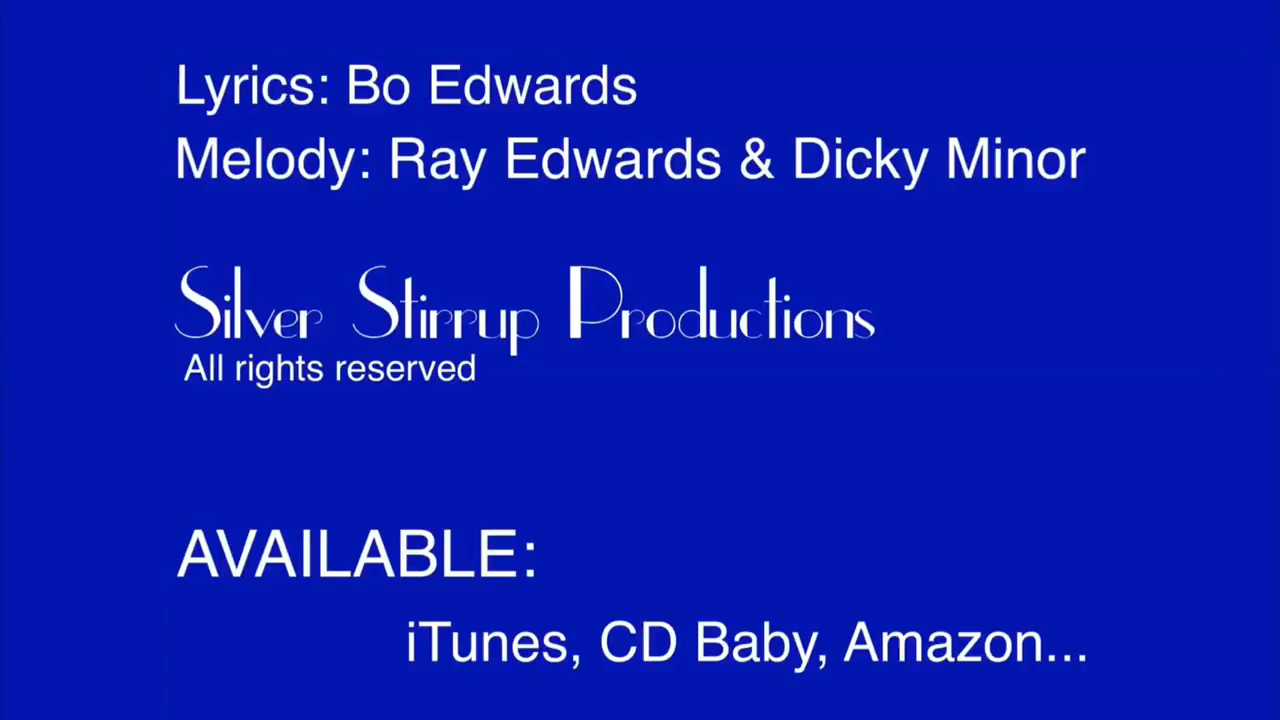 Lyrics: Bo Edwards
Melody: Ray Edwards & Dicky Minor
Silver Stirrup Productions
All rights reserved
AVAILABLE:
iTunes, CD Baby, Amazon...